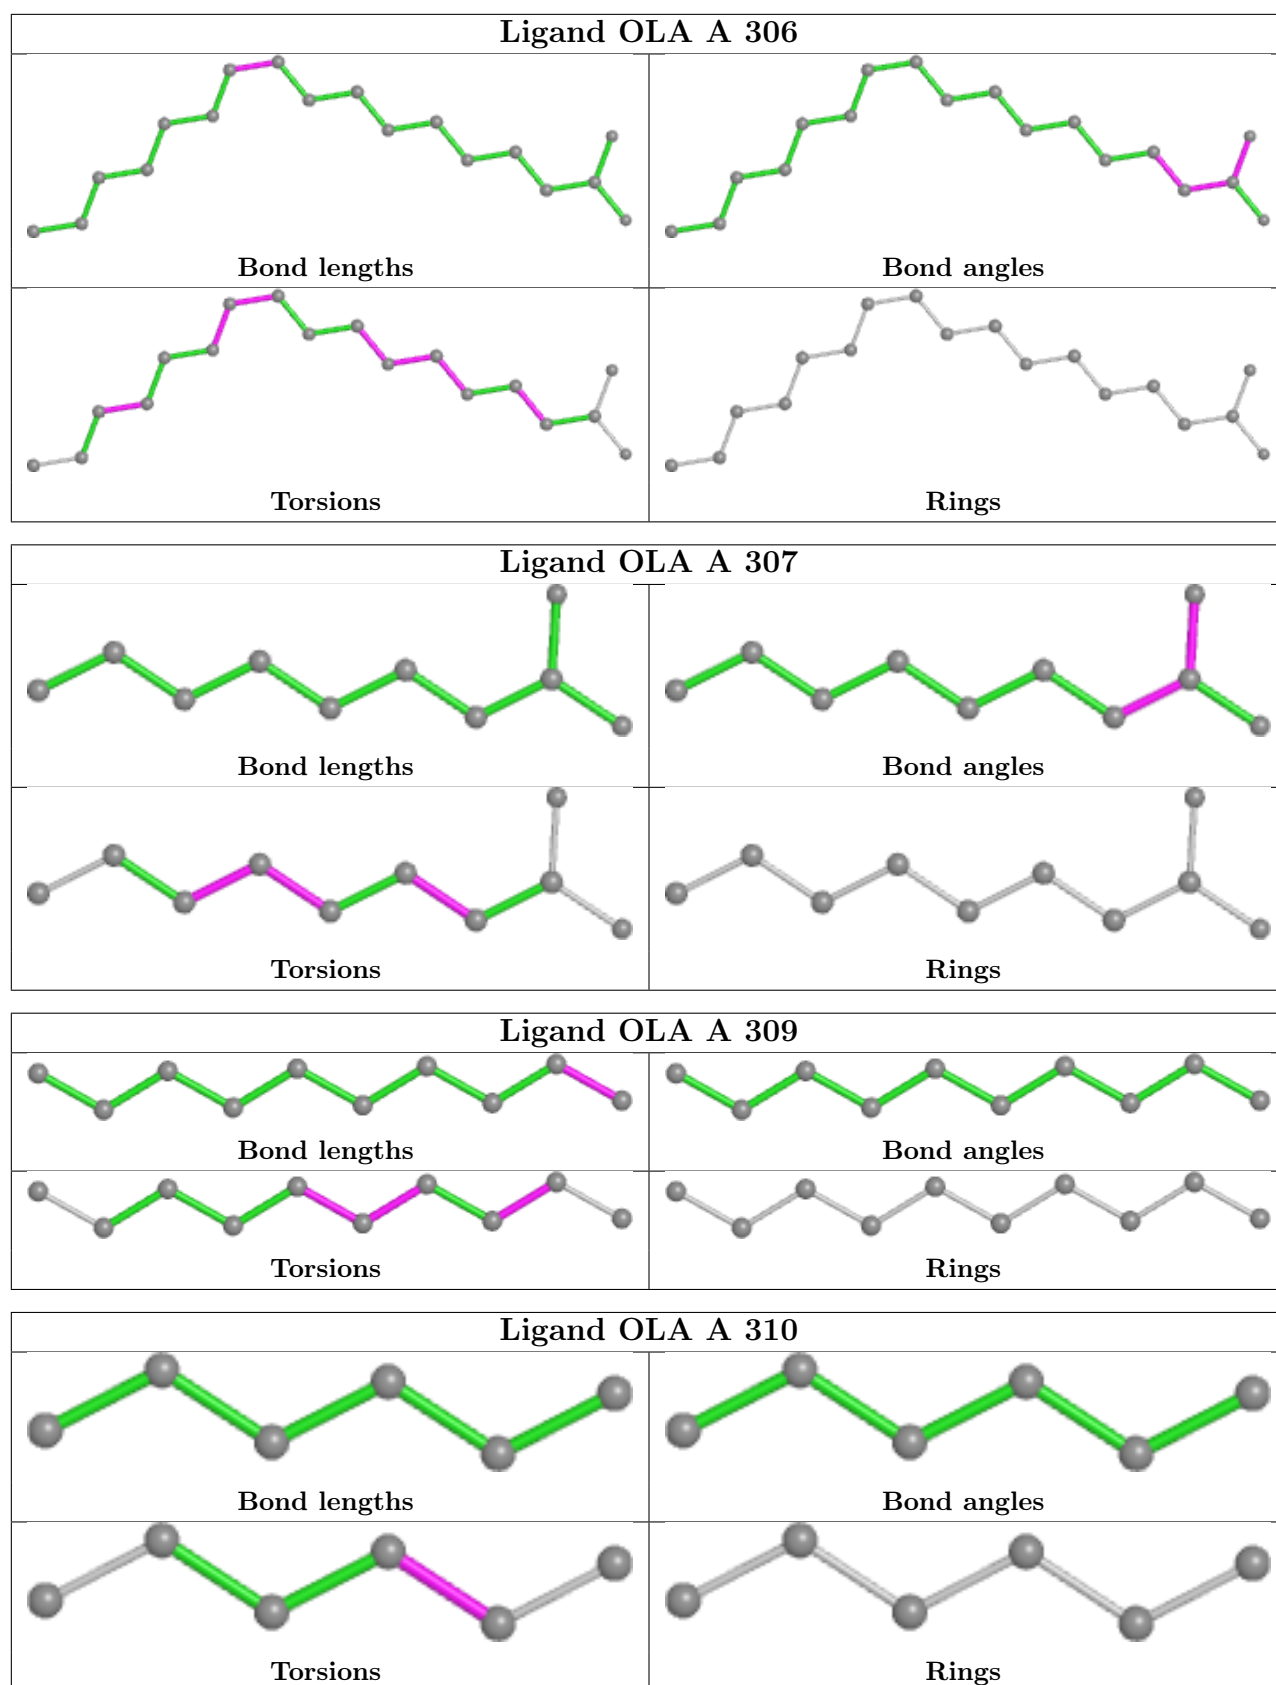 Ligand OLA A 306
Bond lengths
Bond angles
Torsions
Rings
Ligand OLA A 307
Bond lengths
Bond angles
Torsions
Rings
Ligand OLA A 309
Bond lengths
Bond angles
Torsions
Rings
Ligand OLA A 310
Bond lengths
Bond angles
Torsions
Rings